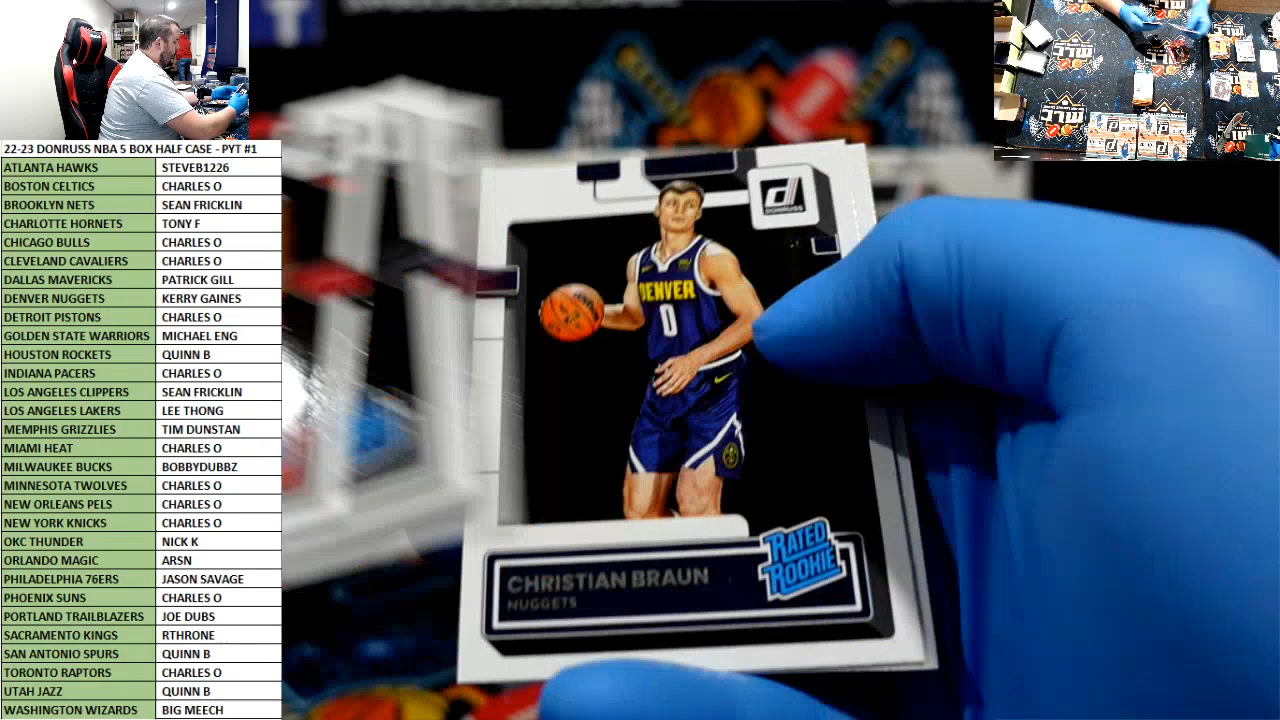 22-23 DONRUSS NBA 5 BOX HALF CASE - PYT #1
ATLANTA HAWKS STEVEB1226
BOSTON CELTICS CHARLES O
BROOKLYN NETS SEAN FRICKLIN
CHARLOTTE HORNETS TONY F
CHICAGO BULLS CHARLES O
CLEVELAND CAVALIERS CHARLES O
DALLAS MAVERICKS PATRICK GILL
DENVER NUGGETS KERRY GAINES
DETROIT PISTONS CHARLES O
GOLDEN STATE WARRIORS MICHAEL ENG
HOUSTON ROCKETS QUINN B
INDIANA PACERS CHARLES O
LOS ANGELES CLIPPERS SEAN FRICKLIN
LOS ANGELES LAKERS LEE THONG
MEMPHIS GRIZZLIES TIM DUNSTAN
MIAMI HEAT CHARLES O
MILWAUKEE BUCKS BOBBYDUBBZ
MINNESOTA TWOLVES CHARLES O
NEW ORLEANS PELS CHARLES O
NEW YORK KNICKS CHARLES O
OKC THUNDER NICK K
ORLANDO MAGIC ARSN
PHILADELPHIA 76ERS JASON SAVAGE
PHOENIX SUNS CHARLES O
PORTLAND TRAILBLAZERS JOE DUBS
SACRAMENTO KINGS RTHRONE
SAN ANTONIO SPURS QUINN B
TORONTO RAPTORS CHARLES O
UTAH JAZZ QUINN B
WASHINGTON WIZARDS BIG MEECH
d
DONRUSS
DENVER
0
RATED
ROOKIE
CHRISTIAN BRAUN
NUGGETS